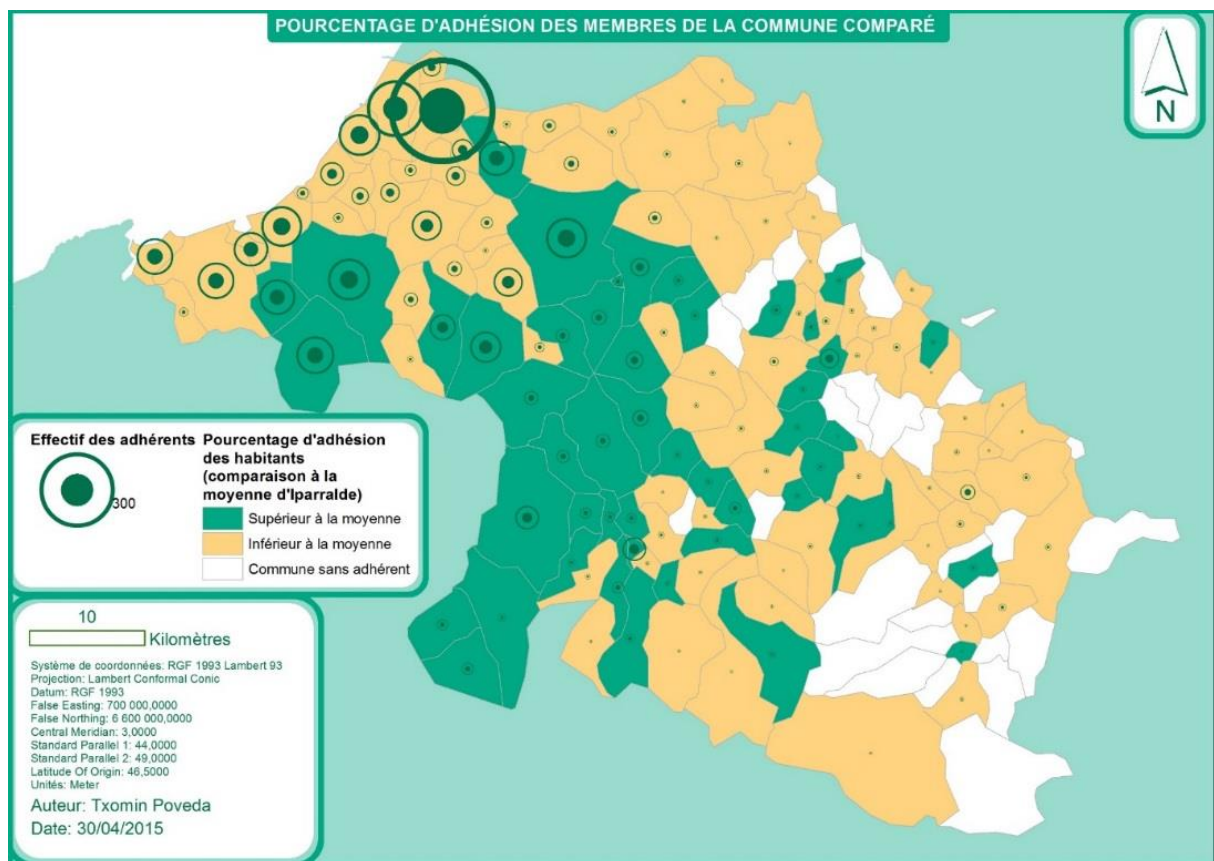 POURCENTAGE D'ADHÉSION DES MEMBRES DE LA COMMUNE COMPARÉ
N
Effectif des adhérents
300
Pourcentage d'adhésion
des habitants
(comparaison à la
moyenne d'Iparralde)
Supérieur à la moyenne
Inférieur à la moyenne
Commune sans adhérent
10
Kilomètres
Système de coordonnées: RGF 1993 Lambert 93
Projection: Lambert Conformal Conic
Datum: RGF 1993
False Easting: 700 000,0000
False Northing: 6 600 000,0000
Central Meridian: 3,0000
Standard Parallel 1: 44,0000
Standard Parallel 2: 49,0000
Latitude Of Origin: 46,5000
Unités: Meter
Auteur: Txomin Poveda
Date: 30/04/2015